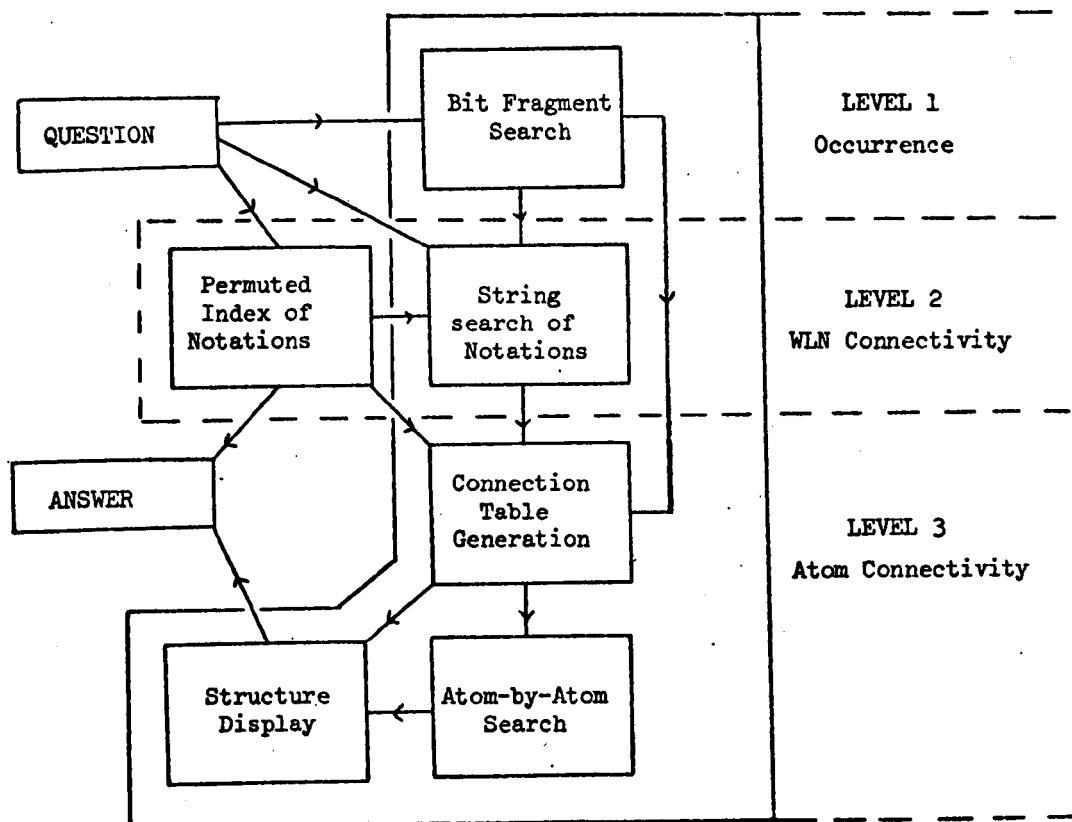 QUESTION
Bit Fragment
Search
LEVEL 1
Occurrence
Permuted
Index of
Notations
String
search of
Notations
LEVEL 2
WLN Connectivity
ANSWER
Connection
Table
Generation
LEVEL 3
Atom Connectivity
Structure
Display
Atom-by-Atom
Search